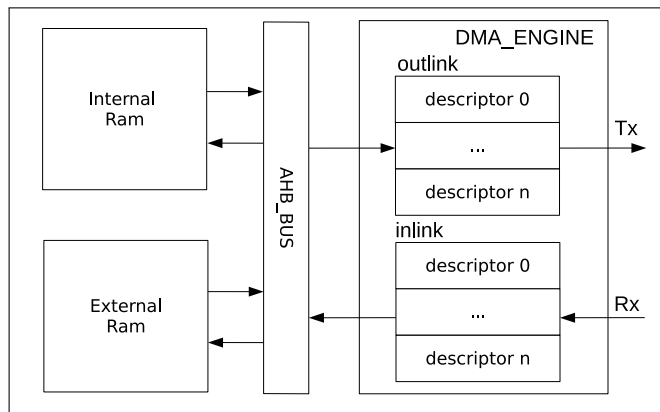 DMA_ENGINE
outlink
Internal
Ram
descriptor 0
...
descriptor n
Tx
AHB_BUS
inlink
External
Ram
descriptor 0
...
descriptor n
Rx